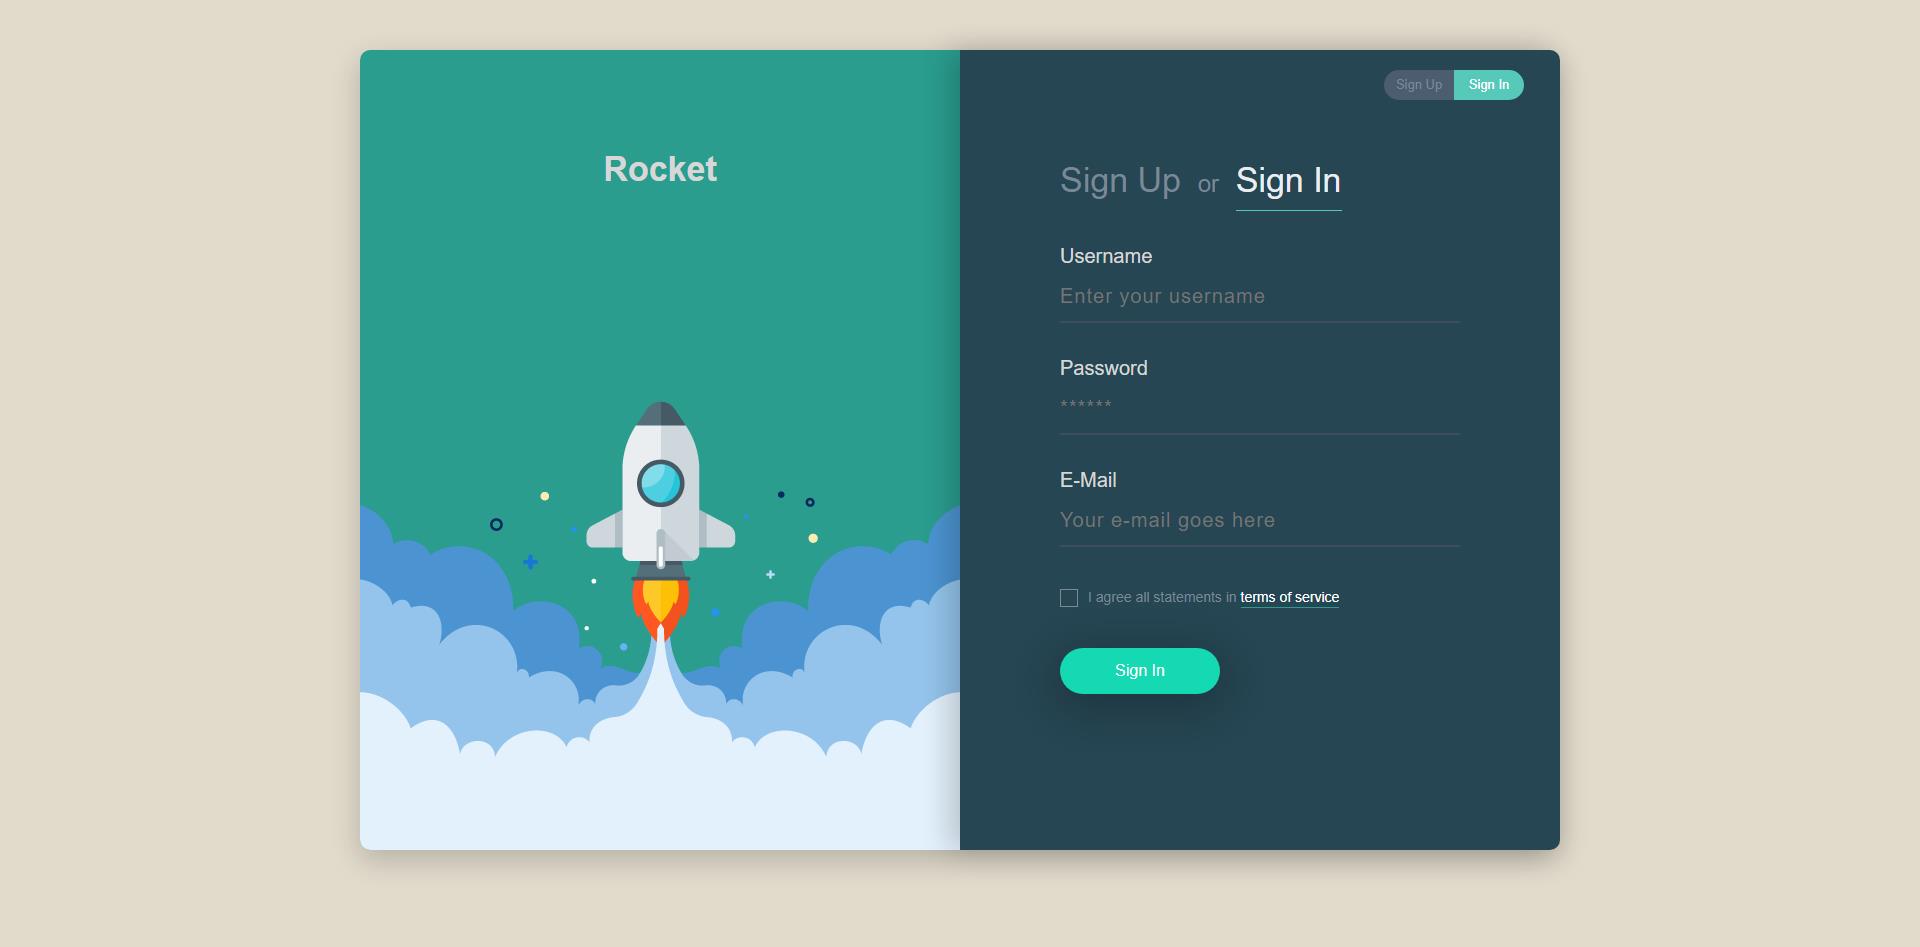 Rocket
Sign Up Sign In
Sign Up or Sign In
Username
Enter your username
Password
******
E-Mail
Your e-mail goes here
I agree all statements in terms of service
Sign In